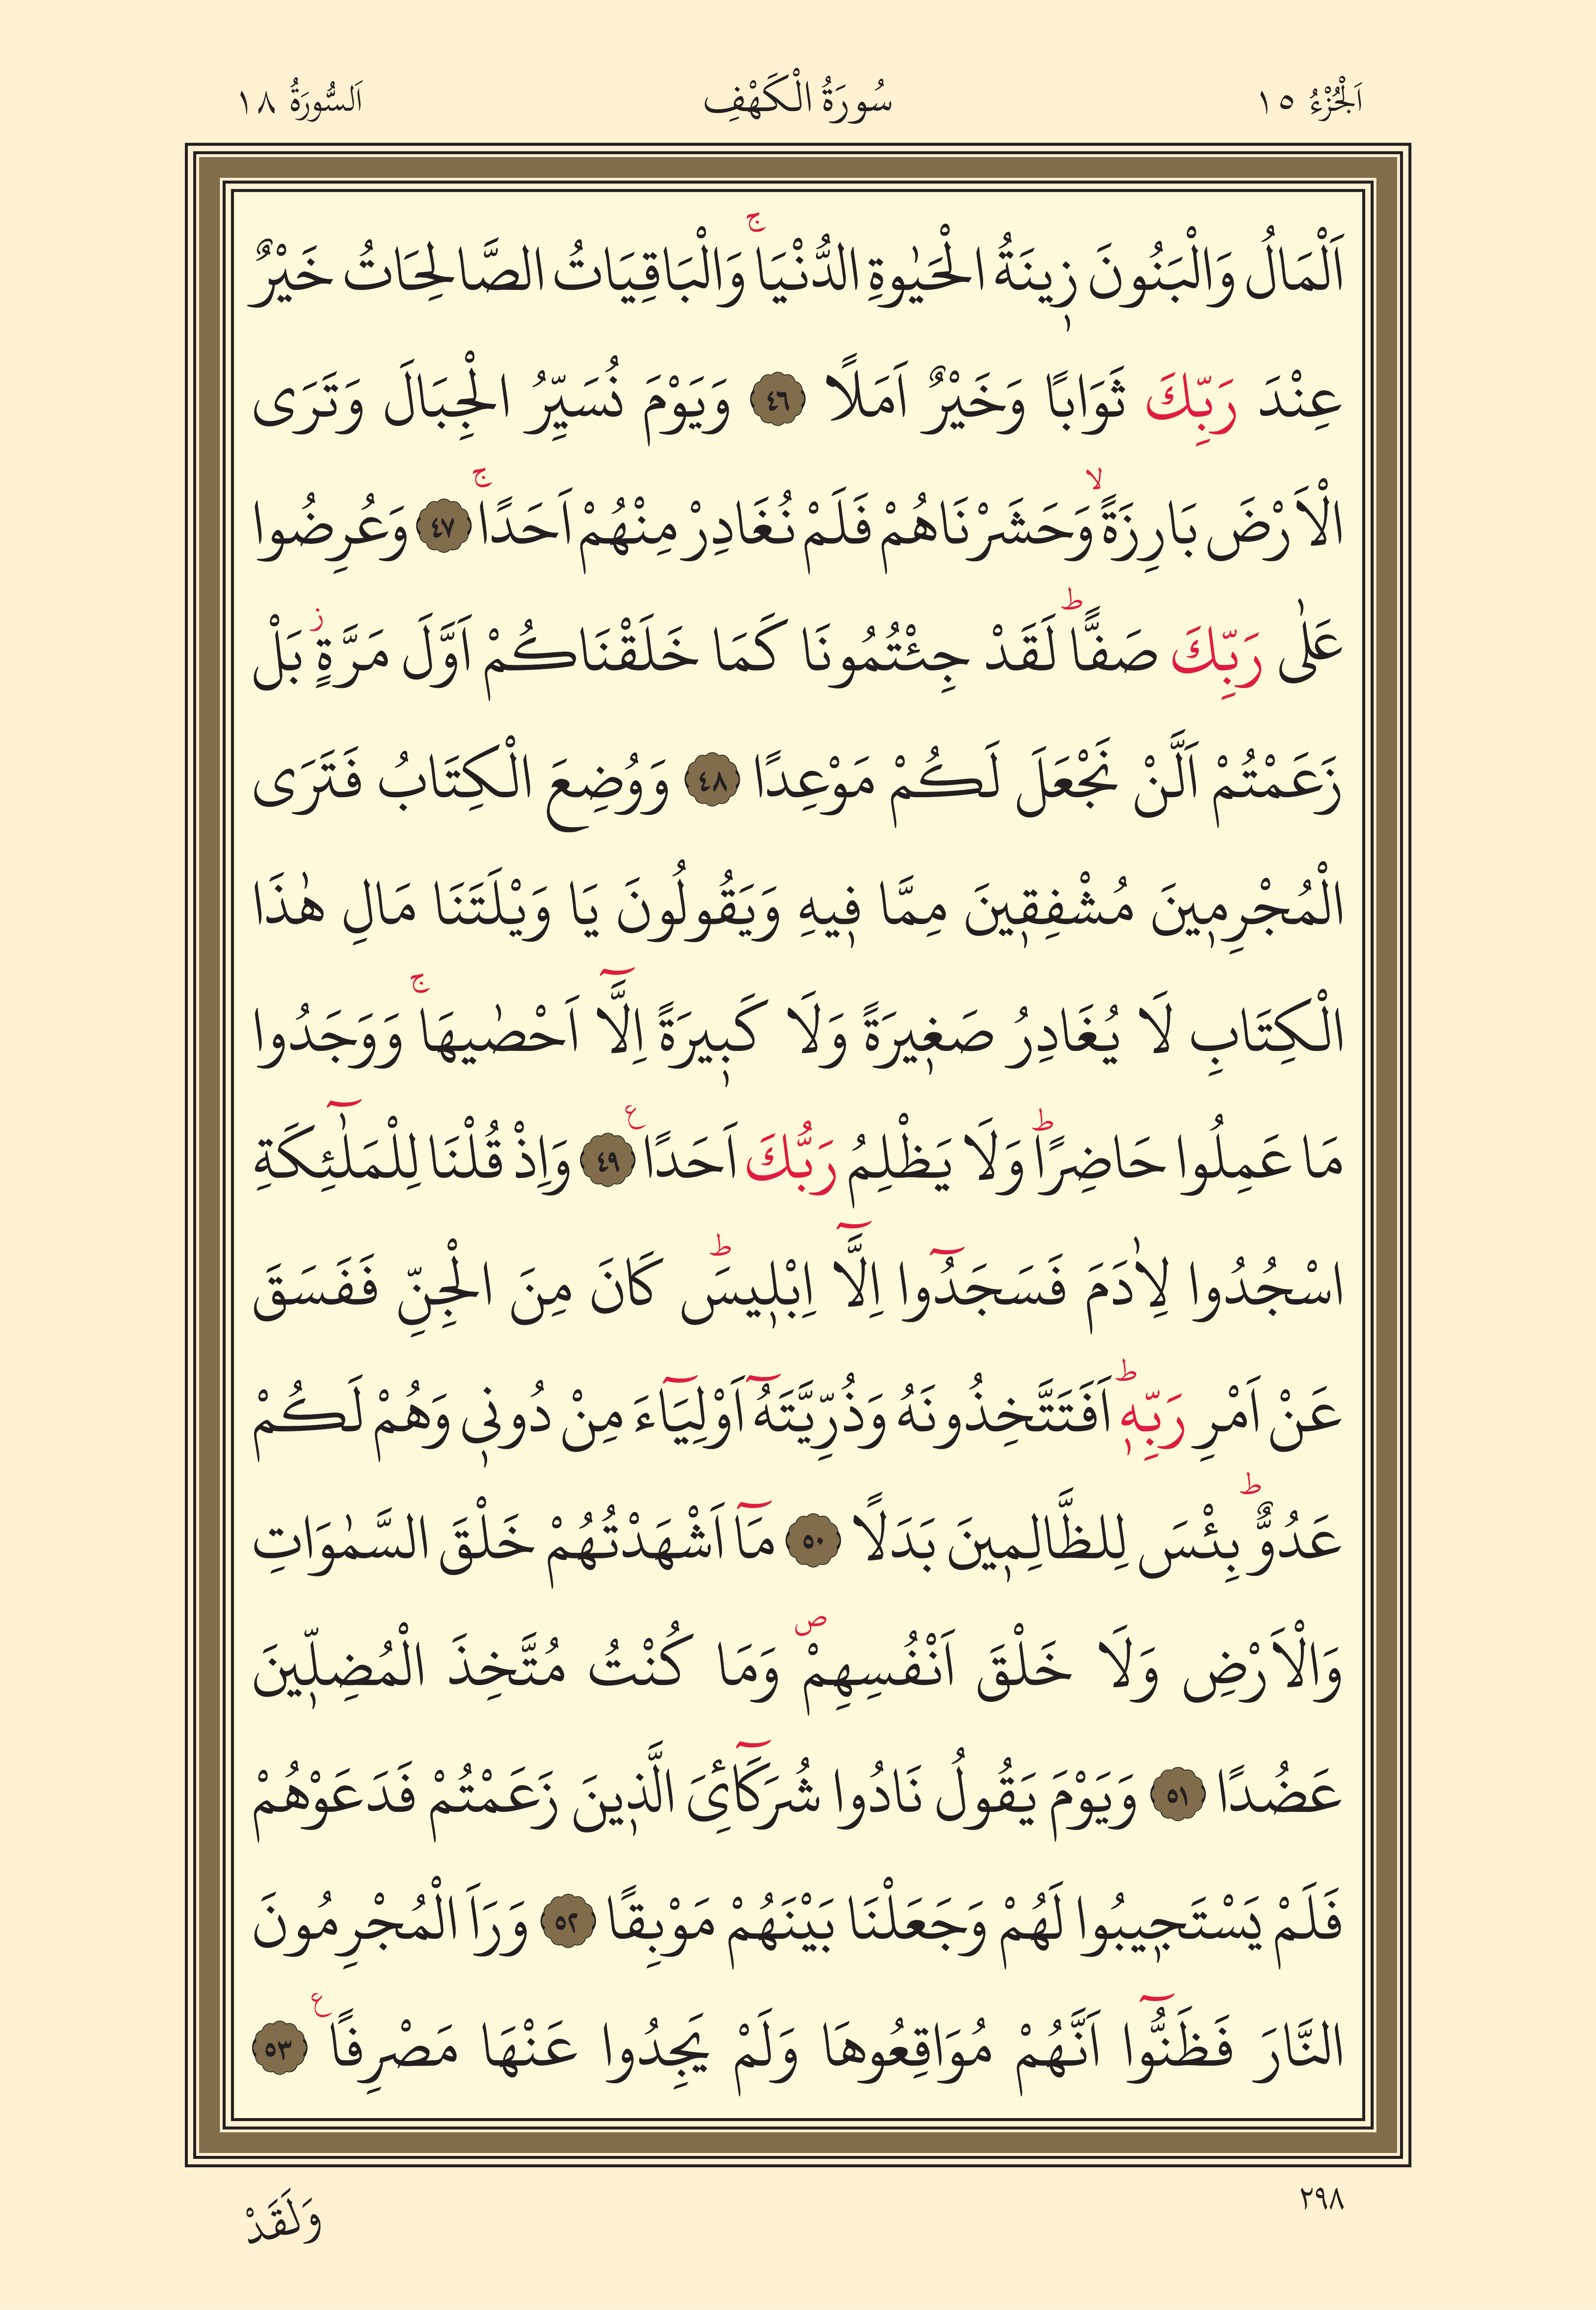 اَلْجُزْءُ ١٥ سُورَةُ الْكَهْفِ اَلسُّورَةُ ١٨
اَلْمَالُ وَالْبَنُونَ ز۪ينَةُ الْحَيٰوةِ الدُّنْيَاۚ وَالْبَاقِيَاتُ الصَّالِحَاتُ خَيْرٌ
عِنْدَ رَبِّكَ ثَوَابًا وَخَيْرٌ اَمَلًا ﴿٤٦﴾ وَيَوْمَ نُسَيِّرُ الْجِبَالَ وَتَرَى
الْاَرْضَ بَارِزَةًۙ وَحَشَرْنَاهُمْ فَلَمْ نُغَادِرْ مِنْهُمْ اَحَدًاۚ ﴿٤٧﴾ وَعُرِضُوا
عَلٰى رَبِّكَ صَفًّاۜ لَقَدْ جِئْتُمُونَا كَمَا خَلَقْنَاكُمْ اَوَّلَ مَرَّةٍۘ بَلْ
زَعَمْتُمْ اَلَّنْ نَجْعَلَ لَكُمْ مَوْعِدًا ﴿٤٨﴾ وَوُضِعَ الْكِتَابُ فَتَرَى
الْمُجْرِم۪ينَ مُشْفِق۪ينَ مِمَّا ف۪يهِ وَيَقُولُونَ يَا وَيْلَتَنَا مَالِ هٰذَا
الْكِتَابِ لَا يُغَادِرُ صَغ۪يرَةً وَلَا كَب۪يرَةً اِلَّٓا اَحْصٰيهَاۚ وَوَجَدُوا
مَا عَمِلُوا حَاضِرًاۜ وَلَا يَظْلِمُ رَبُّكَ اَحَدًا۟ ﴿٤٩﴾ وَاِذْ قُلْنَا لِلْمَلٰٓئِكَةِ
اسْجُدُوا لِاٰدَمَ فَسَجَدُٓوا اِلَّٓا اِبْل۪يسَۜ كَانَ مِنَ الْجِنِّ فَفَسَقَ
عَنْ اَمْرِ رَبِّه۪ۜ اَفَتَتَّخِذُونَهُ وَذُرِّيَّتَهُٓ اَوْلِيَٓاءَ مِنْ دُون۪ي وَهُمْ لَكُمْ
عَدُوٌّۜ بِئْسَ لِلظَّالِم۪ينَ بَدَلًا ﴿٥٠﴾ مَٓا اَشْهَدْتُهُمْ خَلْقَ السَّمٰوَاتِ
وَالْاَرْضِ وَلَا خَلْقَ اَنْفُسِهِمْۖ وَمَا كُنْتُ مُتَّخِذَ الْمُضِلّ۪ينَ
عَضُدًا ﴿٥١﴾ وَيَوْمَ يَقُولُ نَادُوا شُرَكَٓائِيَ الَّذ۪ينَ زَعَمْتُمْ فَدَعَوْهُمْ
فَلَمْ يَسْتَج۪يبُوا لَهُمْ وَجَعَلْنَا بَيْنَهُمْ مَوْبِقًا ﴿٥٢﴾ وَرَاَ الْمُجْرِمُونَ
النَّارَ فَظَنُّٓوا اَنَّهُمْ مُوَاقِعُوهَا وَلَمْ يَجِدُوا عَنْهَا مَصْرِفًا۟ ﴿٥٣﴾
٢٩٨
وَلَقَدْ